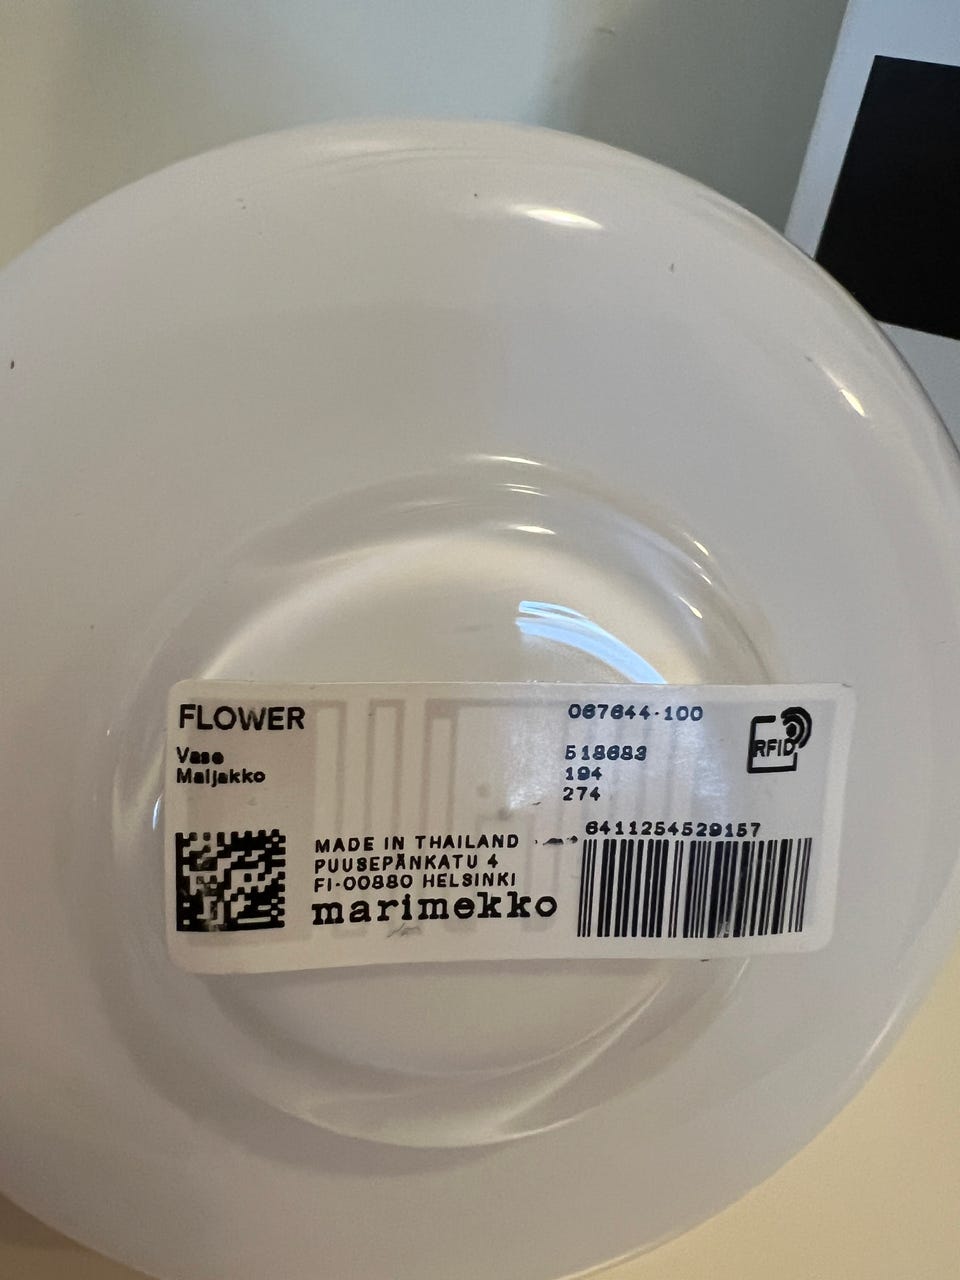 FLOWER
Vase
Maljakko
067644-100
518683
194
274
RFID
MADE IN THAILAND
PUUSEPÄNKATU 4
FI-00880 HELSINKI
marimekko
6411254529157